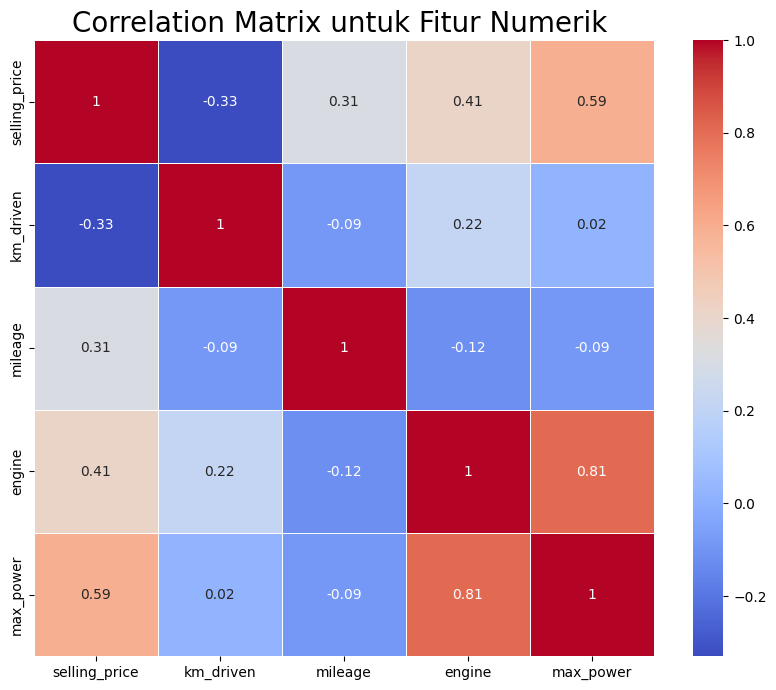 Correlation Matrix untuk Fitur Numerik
selling_price 1 -0.33 0.31 0.41 0.59
km_driven -0.33 1 -0.09 0.22 0.02
mileage 0.31 -0.09 1 -0.12 -0.09
engine 0.41 0.22 -0.12 1 0.81
max_power 0.59 0.02 -0.09 0.81 1
selling_price km_driven mileage engine max_power
1.0
0.8
0.6
0.4
0.2
0.0
−0.2